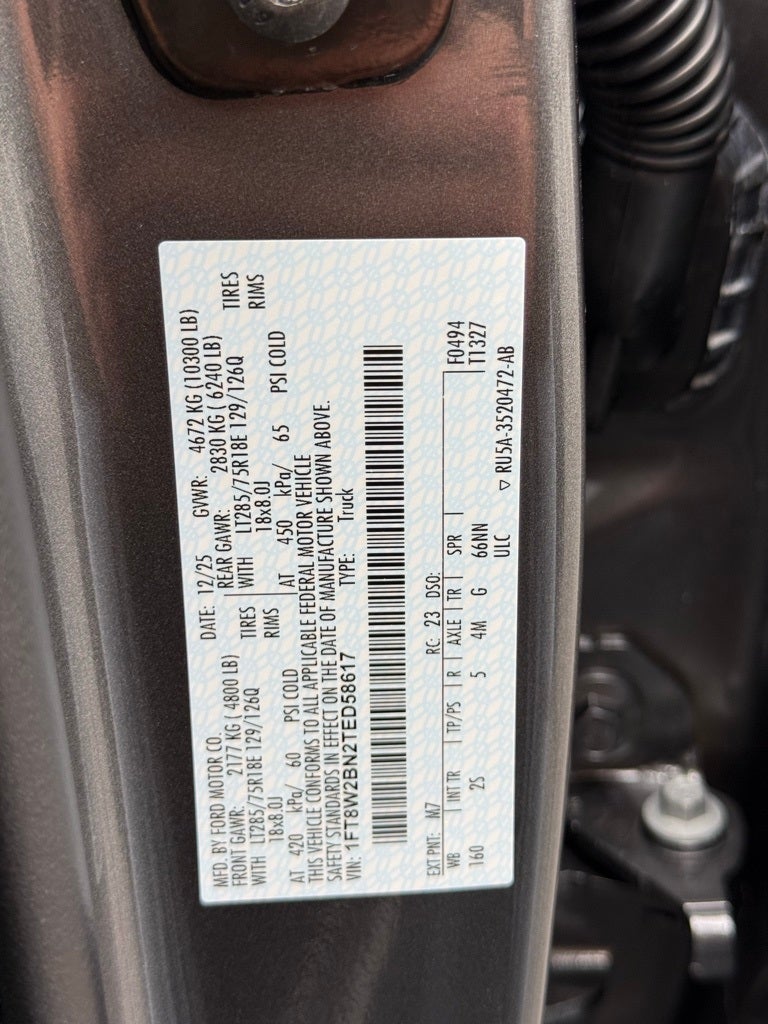 MFD. BY FORD MOTOR CO.
DATE: 12/25 GVWR: 4672 KG (10300 LB)
FRONT GAWR: 2177 KG ( 4800 LB)
REAR GAWR: 2830 KG ( 6240 LB)
WITH LT285/75R18E 129/126Q TIRES
WITH LT285/75R18E 129/126Q TIRES
18x8.0J RIMS
18x8.0J RIMS
AT 420 kPa/ 60 PSI COLD
AT 450 kPa/ 65 PSI COLD
THIS VEHICLE CONFORMS TO ALL APPLICABLE FEDERAL MOTOR VEHICLE
SAFETY STANDARDS IN EFFECT ON THE DATE OF MANUFACTURE SHOWN ABOVE.
VIN: 1FT8W2BN2TED58617 TYPE: Truck
EXT PNT: M7 RC: 23 DSO: F0494
WB INT TR TP/PS R AXLE TR SPR T1327
160 2S 5 4M G 66NN
ULC ▽ RU5A-3520472-AB